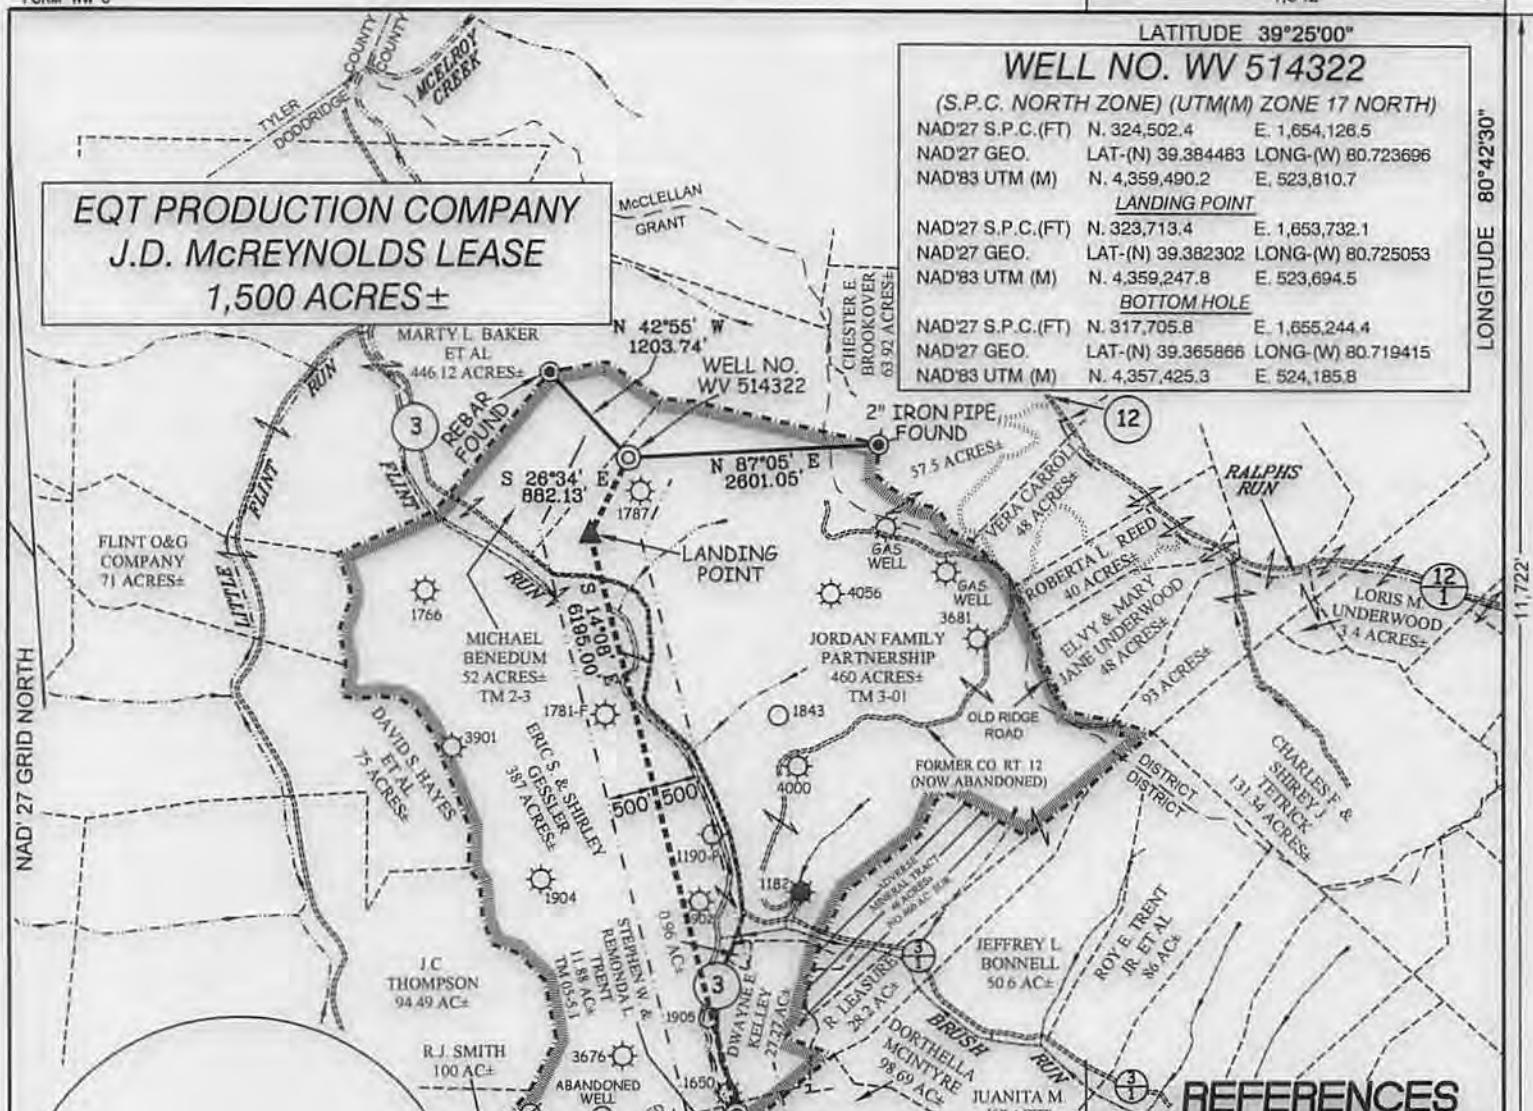 LATITUDE 39°25'00"
WELL NO. WV 514322
(S.P.C. NORTH ZONE) (UTM(M) ZONE 17 NORTH)
NAD'27 S.P.C.(FT) N. 324,502.4 E. 1,654,126.5
NAD'27 GEO. LAT-(N) 39.384483 LONG-(W) 80.723696
NAD'83 UTM (M) N. 4,359,490.2 E. 523,810.7
LANDING POINT
NAD'27 S.P.C.(FT) N. 323,713.4 E. 1,653,732.1
NAD'27 GEO. LAT-(N) 39.382302 LONG-(W) 80.725053
NAD'83 UTM (M) N. 4,359,247.8 E. 523,694.5
BOTTOM HOLE
NAD'27 S.P.C.(FT) N. 317,705.8 E. 1,655,244.4
NAD'27 GEO. LAT-(N) 39.365866 LONG-(W) 80.719415
NAD'83 UTM (M) N. 4,357,425.3 E. 524,185.8
LONGITUDE 80°42'30"
11,722'
COUNTY
COUNTY
MCELROY
CREEK
TYLER
DODDRIDGE
EQT PRODUCTION COMPANY
J.D. McREYNOLDS LEASE
1,500 ACRES±
McCLELLAN
GRANT
CHESTER E.
BROOKOVER
63.92 ACRES±
MARTY L. BAKER
ET AL
446.12 ACRES±
N 42°55' W
1203.74'
WELL NO.
WV 514322
REBAR
FOUND
2" IRON PIPE
FOUND
12
3
FLINT
RUN
LITTLE
FLINT
RUN
S 26°34' E
882.13'
N 87°05' E
2601.05'
57.5 ACRES±
VERA CARROLL
48 ACRES±
RALPHS
RUN
1787
LANDING
POINT
GAS
WELL
GAS
WELL
ROBERTA L. REED
40 ACRES±
ELVY & MARY
JANE UNDERWOOD
48 ACRES±
12
1
LORIS M.
UNDERWOOD
3.4 ACRES±
FLINT O&G
COMPANY
71 ACRES±
1766
4056
3681
S 14°08' E
6195.00'
MICHAEL
BENEDUM
52 ACRES±
TM 2-3
JORDAN FAMILY
PARTNERSHIP
460 ACRES±
TM 3-01
93 ACRES±
NAD' 27 GRID NORTH
1781-F
1843
OLD RIDGE
ROAD
DAVID S. HAYES
ET AL
75 ACRES±
3901
ERIC S. & SHIRLEY
GESSLER
387 ACRES±
FORMER CO. RT. 12
(NOW ABANDONED)
4000
DISTRICT
DISTRICT
CHARLES F. &
SHIREY J.
TETRICK
131.34 ACRES±
500' 500'
1904
1182
ADVERSE
MINERAL TRACT
J.C.
THOMPSON
94.49 AC±
STEPHEN W. &
REMONDA L.
TRENT
11.88 AC±
TM 05-5.1
0.96 AC±
3
1
JEFFREY L.
BONNELL
50.6 AC±
ROY E. TRENT
JR. ET AL
86 AC±
3
1905
DWAYNE E.
KELLEY
27.27 AC±
R. LEASURE
28.2 AC±
DORTHELLA
MCINTYRE
98.69 AC±
BRUSH
RUN
R.J. SMITH
100 AC±
3676
ABANDONED
WELL
1650
3
1
JUANITA M.
REFERENCES